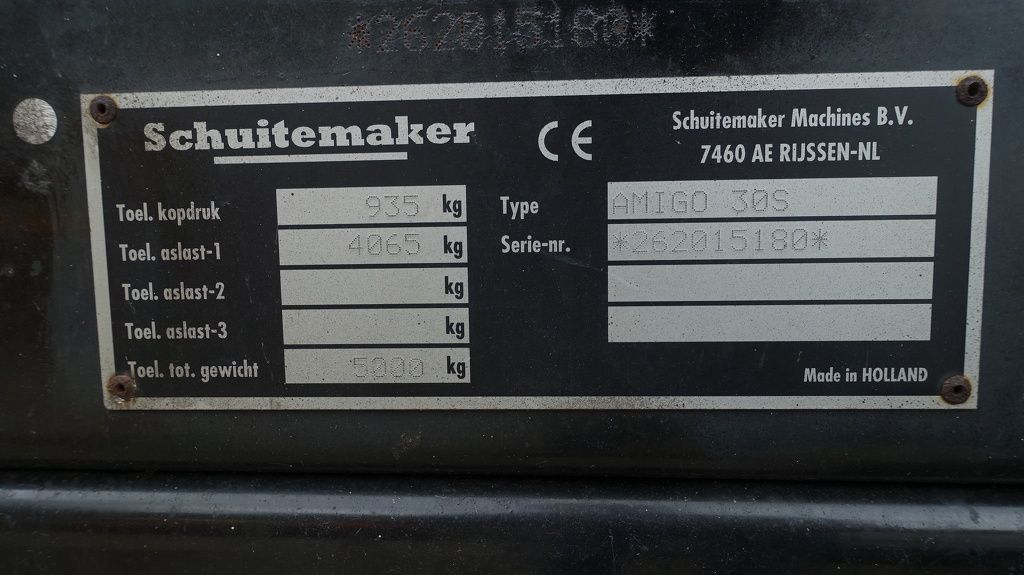 *262015180*
Schuitemaker
CE
Schuitemaker Machines B.V.
7460 AE RIJSSEN-NL
Toel. kopdruk 935 kg
Toel. aslast-1 4065 kg
Toel. aslast-2 kg
Toel. aslast-3 kg
Toel. tot. gewicht 5000 kg
Type AMIGO 30S
Serie-nr. *262015180*
Made in HOLLAND